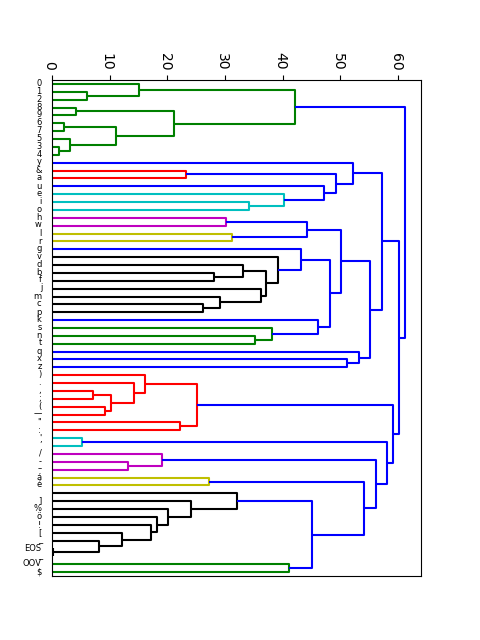 0 10 20 30 40 50 60
0
1
2
8
9
6
7
5
3
4
y
&
a
u
e
i
o
h
w
l
r
g
v
d
b
f
j
m
c
p
k
s
n
t
q
x
z
)
.
;
!
(
—
"
:
'
/
-
–
á
é
]
%
ö
[
_
EOS
OOV
$